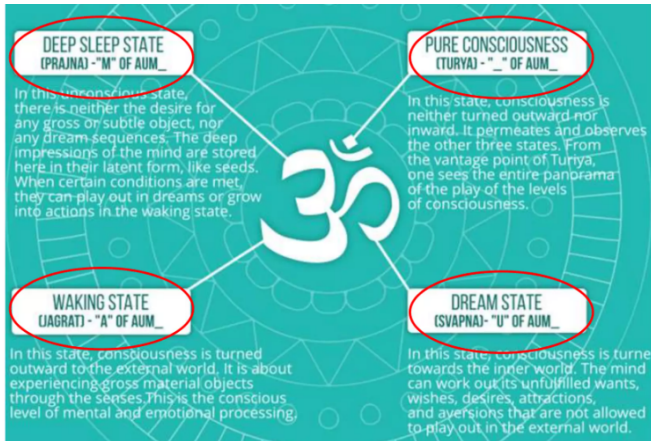 DEEP SLEEP STATE
(PRAJNA) -"M" OF AUM_
In this unconscious state,
there is neither the desire for
any gross or subtle object, nor
any dream sequences. The deep
impressions of the mind are stored
here in their latent form, like seeds.
When certain conditions are met,
they can play out in dreams or grow
into actions in the waking state.
PURE CONSCIOUSNESS
(TURYA) - "_" OF AUM_
In this state, consciousness is
neither turned outward nor
inward. It permeates and observes
the other three states. From
the vantage point of Turiya,
one sees the entire panorama
of the play of the levels
of consciousness.
ॐ
WAKING STATE
(JAGRAT) - "A" OF AUM_
In this state, consciousness is turned
outward to the external world. It is about
experiencing gross material objects
through the senses.This is the conscious
level of mental and emotional processing.
DREAM STATE
(SVAPNA)- "U" OF AUM_
In this state, consciousness is turne
towards the inner world. The mind
can work out its unfulfilled wants,
wishes, desires, attractions,
and aversions that are not allowed
to play out in the external world.